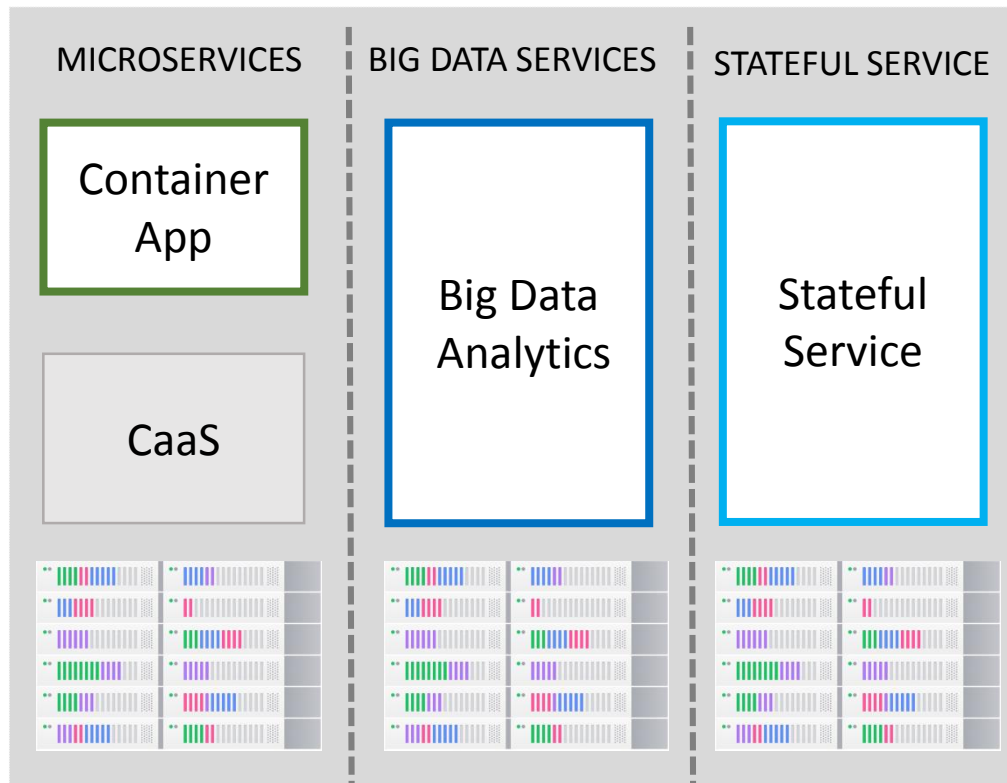 MICROSERVICES
BIG DATA SERVICES
STATEFUL SERVICE
Container
App
CaaS
Big Data
Analytics
Stateful
Service